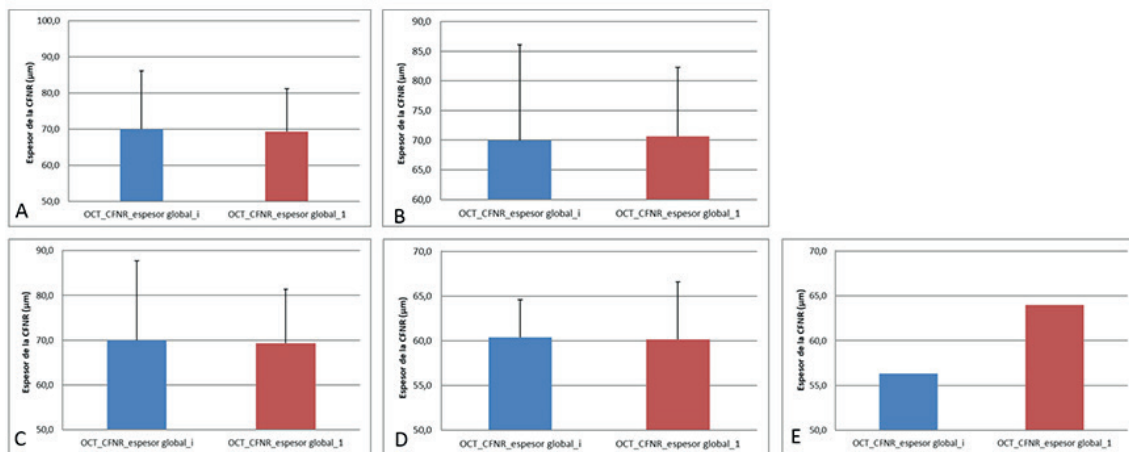 100,0
90,0
80,0
70,0
60,0
50,0
Espesor de la CFNR (µm)
OCT_CFNR_espesor global_i
OCT_CFNR_espesor global_1
A
90,0
85,0
80,0
75,0
70,0
65,0
60,0
Espesor de la CFNR (µm)
OCT_CFNR_espesor global_i
OCT_CFNR_espesor global_1
B
90,0
80,0
70,0
60,0
50,0
Espesor de la CFNR (µm)
OCT_CFNR_espesor global_i
OCT_CFNR_espesor global_1
C
70,0
65,0
60,0
55,0
50,0
Espesor de la CFNR (µm)
OCT_CFNR_espesor global_i
OCT_CFNR_espesor global_1
D
70,0
65,0
60,0
55,0
50,0
Espesor de la CFNR (µm)
OCT_CFNR_espesor global_i
OCT_CFNR_espesor global_1
E